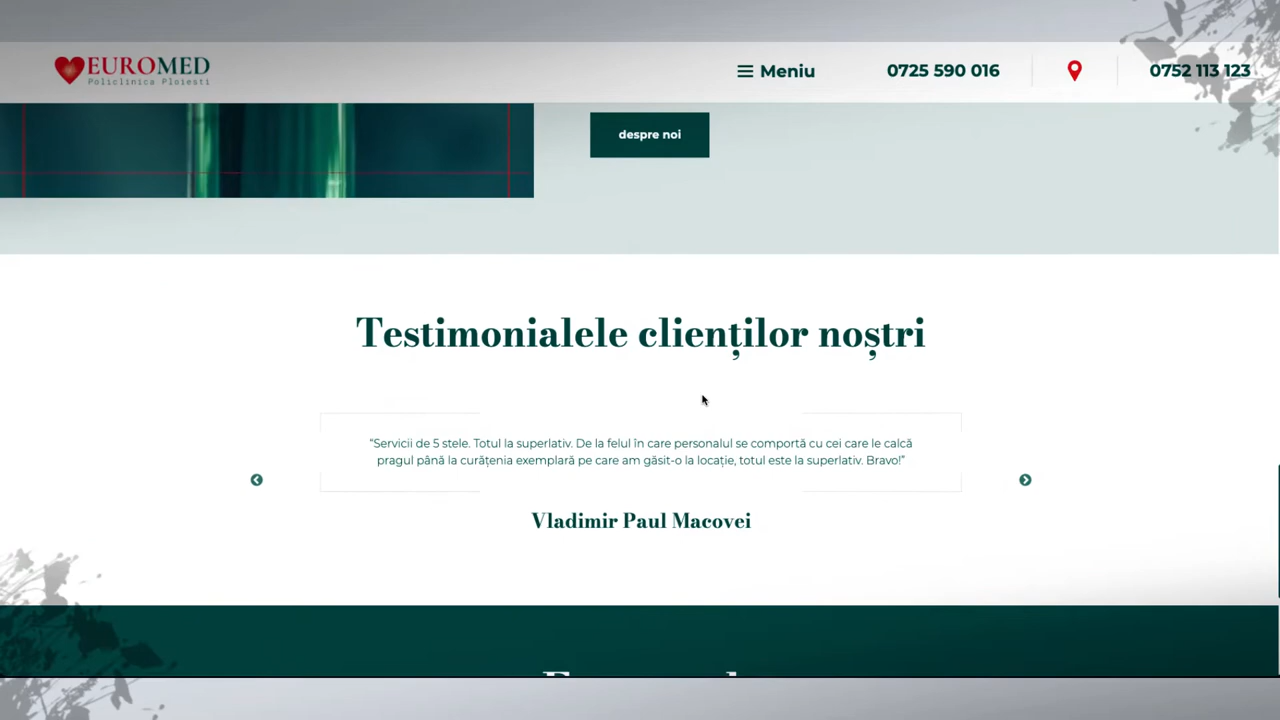 EUROMED
Policlinica Ploiesti
Meniu
0725 590 016
0752 113 123
despre noi
Testimonialele clienților noștri
“Servicii de 5 stele. Totul la superlativ. De la felul în care personalul se comportă cu cei care le calcă
pragul până la curățenia exemplară pe care am găsit-o la locație, totul este la superlativ. Bravo!”
Vladimir Paul Macovei